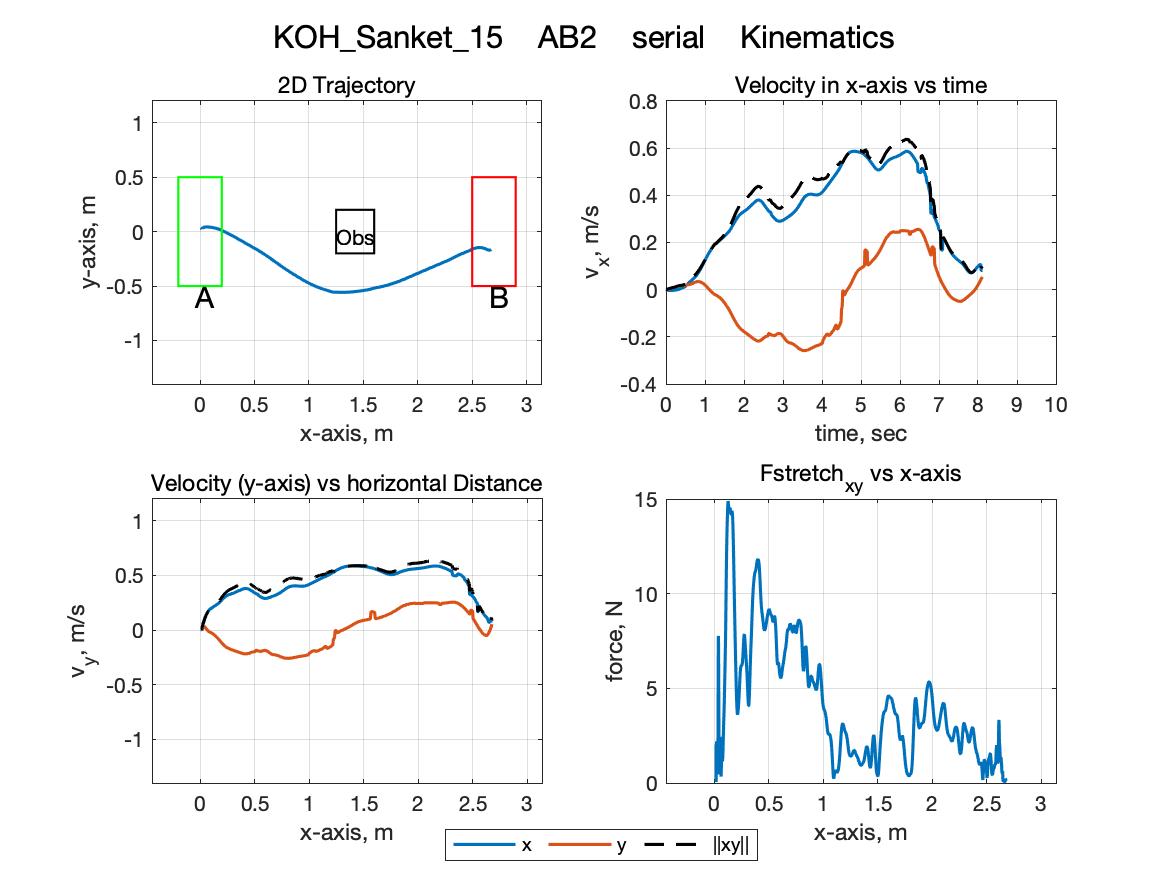 KOH_Sanket_15 AB2 serial Kinematics
2D Trajectory
1
0.5
0
-0.5
-1
y-axis, m
Obs
A
B
0 0.5 1 1.5 2 2.5 3
x-axis, m
Velocity in x-axis vs time
0.8
0.6
0.4
0.2
0
-0.2
-0.4
vx, m/s
0 1 2 3 4 5 6 7 8 9 10
time, sec
Velocity (y-axis) vs horizontal Distance
1
0.5
0
-0.5
-1
vy, m/s
0 0.5 1 1.5 2 2.5 3
x-axis, m
Fstretchxy vs x-axis
15
10
5
0
force, N
0 0.5 1 1.5 2 2.5 3
x-axis, m
x y ||xy||